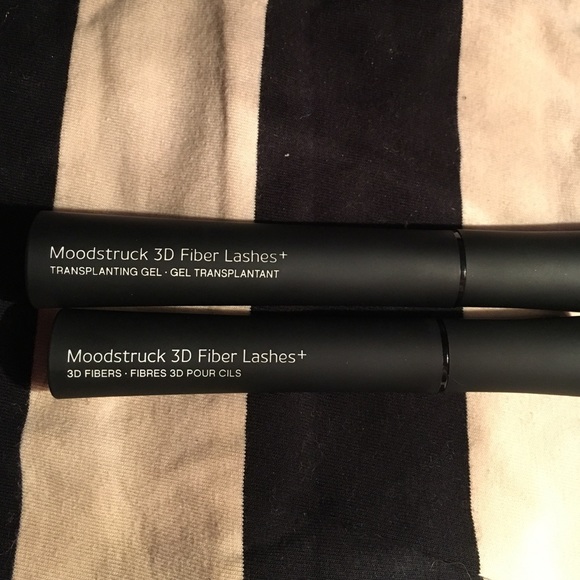 Moodstruck 3D Fiber Lashes+
TRANSPLANTING GEL · GEL TRANSPLANTANT
Moodstruck 3D Fiber Lashes+
3D FIBERS · FIBRES 3D POUR CILS